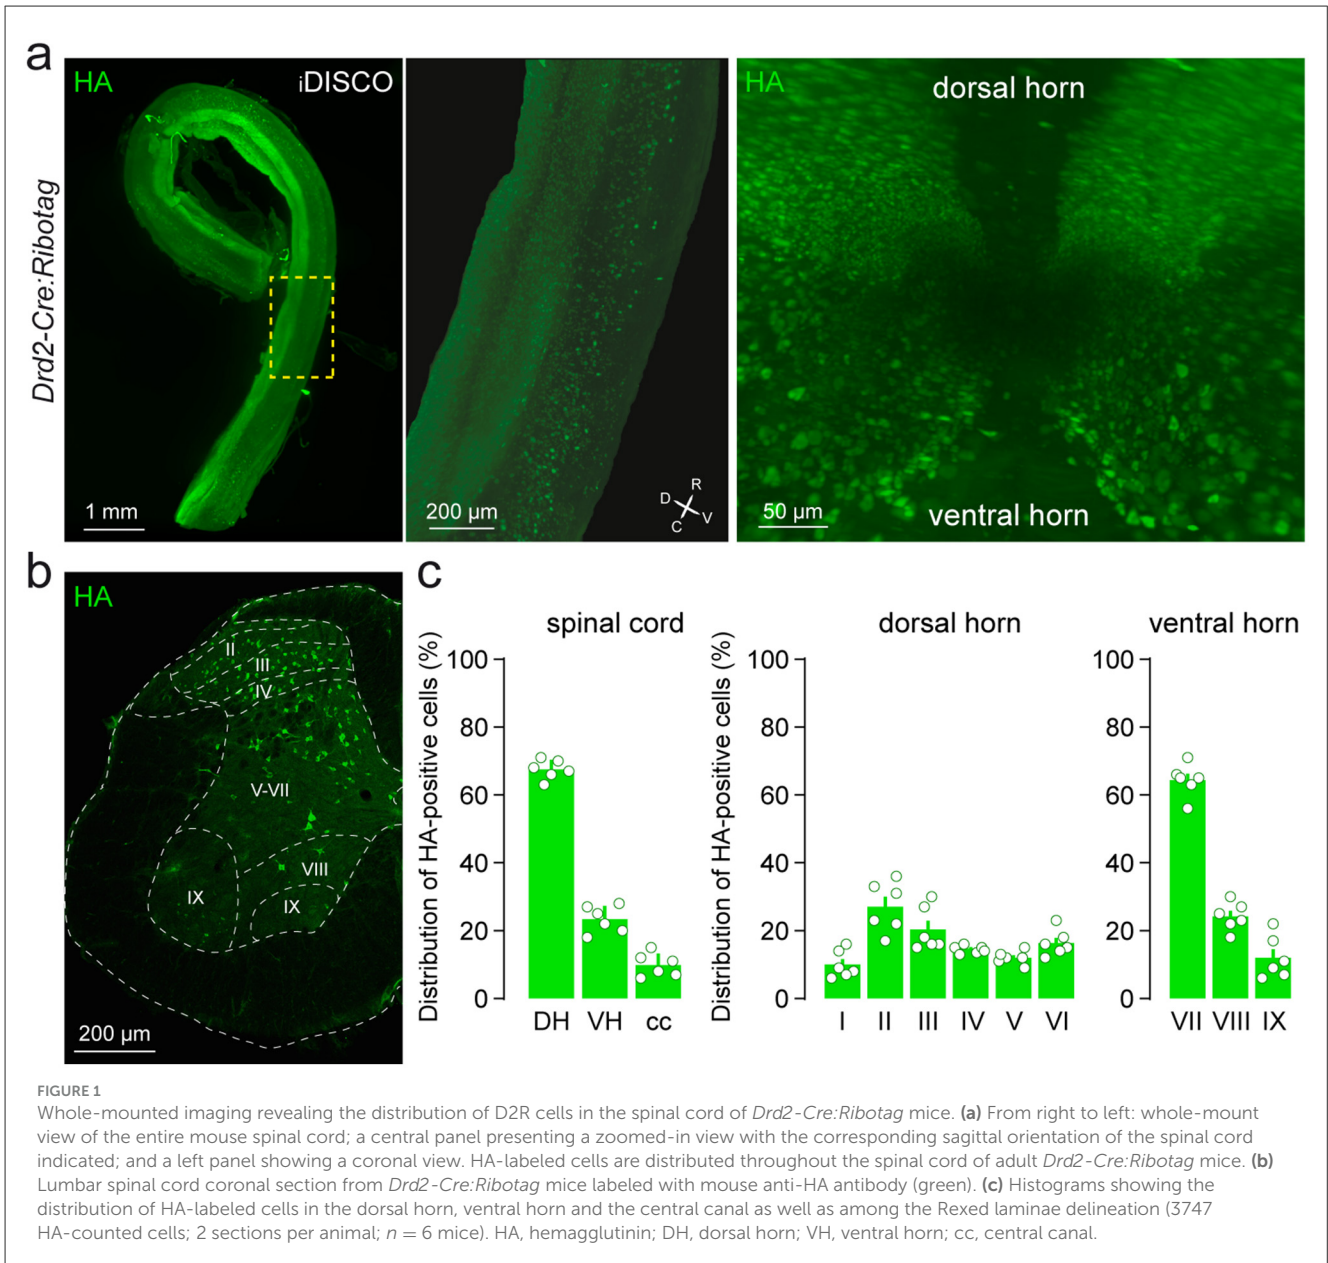 a
HA
iDISCO
HA
dorsal horn
Drd2-Cre:Ribotag
R
D
V
C
1 mm
200 µm
50 µm
ventral horn
b
HA
II
III
IV
V-VII
VIII
IX
IX
200 µm
c
spinal cord
dorsal horn
ventral horn
Distribution of HA-positive cells (%)
100
80
60
40
20
0
DH VH cc
Distribution of HA-positive cells (%)
100
80
60
40
20
0
I II III IV V VI
100
80
60
40
20
0
VII VIII IX
FIGURE 1
Whole-mounted imaging revealing the distribution of D2R cells in the spinal cord of Drd2-Cre:Ribotag mice. (a) From right to left: whole-mount
view of the entire mouse spinal cord; a central panel presenting a zoomed-in view with the corresponding sagittal orientation of the spinal cord
indicated; and a left panel showing a coronal view. HA-labeled cells are distributed throughout the spinal cord of adult Drd2-Cre:Ribotag mice. (b)
Lumbar spinal cord coronal section from Drd2-Cre:Ribotag mice labeled with mouse anti-HA antibody (green). (c) Histograms showing the
distribution of HA-labeled cells in the dorsal horn, ventral horn and the central canal as well as among the Rexed laminae delineation (3747
HA-counted cells; 2 sections per animal; n = 6 mice). HA, hemagglutinin; DH, dorsal horn; VH, ventral horn; cc, central canal.